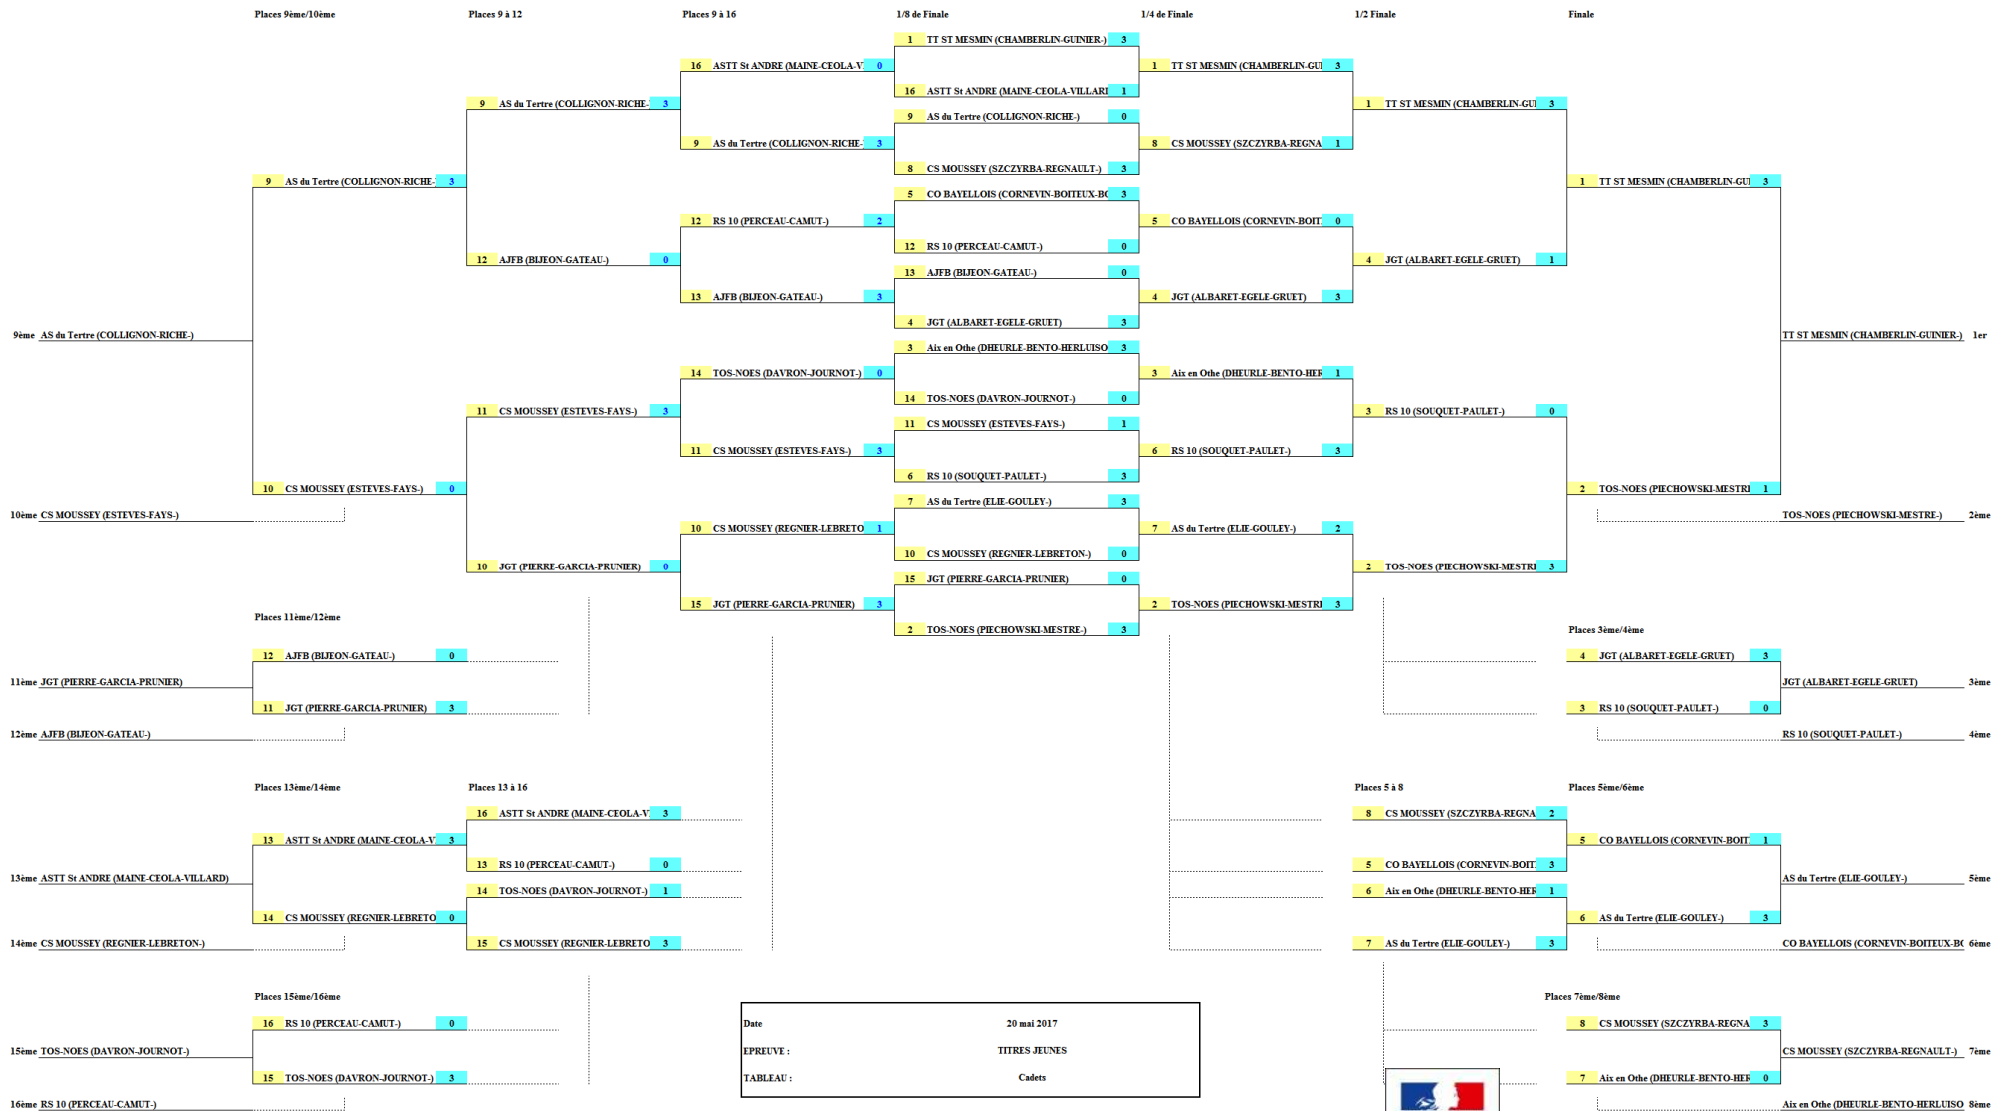 Places 9ème/10ème Places 9 à 12 Places 9 à 16 1/8 de Finale 1/4 de Finale 1/2 Finale Finale
1 TT ST MESMIN (CHAMBERLIN-GUINIER-) 3
16 ASTT St ANDRE (MAINE-CEOLA-V 0 1 TT ST MESMIN (CHAMBERLIN-GUI 3
16 ASTT St ANDRE (MAINE-CEOLA-VILLARI 1
9 AS du Tertre (COLLIGNON-RICHE- 3 1 TT ST MESMIN (CHAMBERLIN-GUI 3
9 AS du Tertre (COLLIGNON-RICHE-) 0
9 AS du Tertre (COLLIGNON-RICHE- 3 8 CS MOUSSEY (SZCZYRBA-REGNA 1
8 CS MOUSSEY (SZCZYRBA-REGNAULT-) 3
9 AS du Tertre (COLLIGNON-RICHE- 3 1 TT ST MESMIN (CHAMBERLIN-GUI 3
5 CO BAYELLOIS (CORNEVIN-BOITEUX-BO 3
12 RS 10 (PERCEAU-CAMUT-) 2 5 CO BAYELLOIS (CORNEVIN-BOIT 0
12 RS 10 (PERCEAU-CAMUT-) 0
12 AJFB (BIJEON-GATEAU-) 0 4 JGT (ALBARET-EGELE-GRUET) 1
13 AJFB (BIJEON-GATEAU-) 0
13 AJFB (BIJEON-GATEAU-) 3 4 JGT (ALBARET-EGELE-GRUET) 3
4 JGT (ALBARET-EGELE-GRUET) 3
9ème AS du Tertre (COLLIGNON-RICHE-) TT ST MESMIN (CHAMBERLIN-GUINIER-) 1er
3 Aix en Othe (DHEURLE-BENTO-HERLUISO 3
14 TOS-NOES (DAVRON-JOURNOT-) 0 3 Aix en Othe (DHEURLE-BENTO-HER 1
14 TOS-NOES (DAVRON-JOURNOT-) 0
11 CS MOUSSEY (ESTEVES-FAYS-) 3 3 RS 10 (SOUQUET-PAULET-) 0
11 CS MOUSSEY (ESTEVES-FAYS-) 1
11 CS MOUSSEY (ESTEVES-FAYS-) 3 6 RS 10 (SOUQUET-PAULET-) 3
6 RS 10 (SOUQUET-PAULET-) 3
10 CS MOUSSEY (ESTEVES-FAYS-) 0 2 TOS-NOES (PIECHOWSKI-MESTRI 1
7 AS du Tertre (ELIE-GOULEY-) 3
10ème CS MOUSSEY (ESTEVES-FAYS-) TOS-NOES (PIECHOWSKI-MESTRE-) 2ème
10 CS MOUSSEY (REGNIER-LEBRETO 1 7 AS du Tertre (ELIE-GOULEY-) 2
10 CS MOUSSEY (REGNIER-LEBRETON-) 0
10 JGT (PIERRE-GARCIA-PRUNIER) 0 2 TOS-NOES (PIECHOWSKI-MESTRI 3
15 JGT (PIERRE-GARCIA-PRUNIER) 0
15 JGT (PIERRE-GARCIA-PRUNIER) 3 2 TOS-NOES (PIECHOWSKI-MESTRI 3
Places 11ème/12ème
2 TOS-NOES (PIECHOWSKI-MESTRE-) 3 Places 3ème/4ème
12 AJFB (BIJEON-GATEAU-) 0 4 JGT (ALBARET-EGELE-GRUET) 3
11ème JGT (PIERRE-GARCIA-PRUNIER) JGT (ALBARET-EGELE-GRUET) 3ème
11 JGT (PIERRE-GARCIA-PRUNIER) 3 3 RS 10 (SOUQUET-PAULET-) 0
12ème AJFB (BIJEON-GATEAU-) RS 10 (SOUQUET-PAULET-) 4ème
Places 13ème/14ème Places 13 à 16 Places 5 à 8 Places 5ème/6ème
16 ASTT St ANDRE (MAINE-CEOLA-V 3 8 CS MOUSSEY (SZCZYRBA-REGNA 2
13 ASTT St ANDRE (MAINE-CEOLA-V 3 5 CO BAYELLOIS (CORNEVIN-BOIT 1
13 RS 10 (PERCEAU-CAMUT-) 0 5 CO BAYELLOIS (CORNEVIN-BOIT 3
13ème ASTT St ANDRE (MAINE-CEOLA-VILLARD) AS du Tertre (ELIE-GOULEY-) 5ème
14 TOS-NOES (DAVRON-JOURNOT-) 1 6 Aix en Othe (DHEURLE-BENTO-HER 1
14 CS MOUSSEY (REGNIER-LEBRETO 0 6 AS du Tertre (ELIE-GOULEY-) 3
14ème CS MOUSSEY (REGNIER-LEBRETON-) 15 CS MOUSSEY (REGNIER-LEBRETO 3 7 AS du Tertre (ELIE-GOULEY-) 3 CO BAYELLOIS (CORNEVIN-BOITEUX-BO 6ème
Places 15ème/16ème Places 7ème/8ème
16 RS 10 (PERCEAU-CAMUT-) 0 Date 20 mai 2017 8 CS MOUSSEY (SZCZYRBA-REGNA 3
15ème TOS-NOES (DAVRON-JOURNOT-) EPREUVE : TITRES JEUNES CS MOUSSEY (SZCZYRBA-REGNAULT-) 7ème
15 TOS-NOES (DAVRON-JOURNOT-) 3 TABLEAU : Cadets 7 Aix en Othe (DHEURLE-BENTO-HER 0
16ème RS 10 (PERCEAU-CAMUT-) Aix en Othe (DHEURLE-BENTO-HERLUISO 8ème